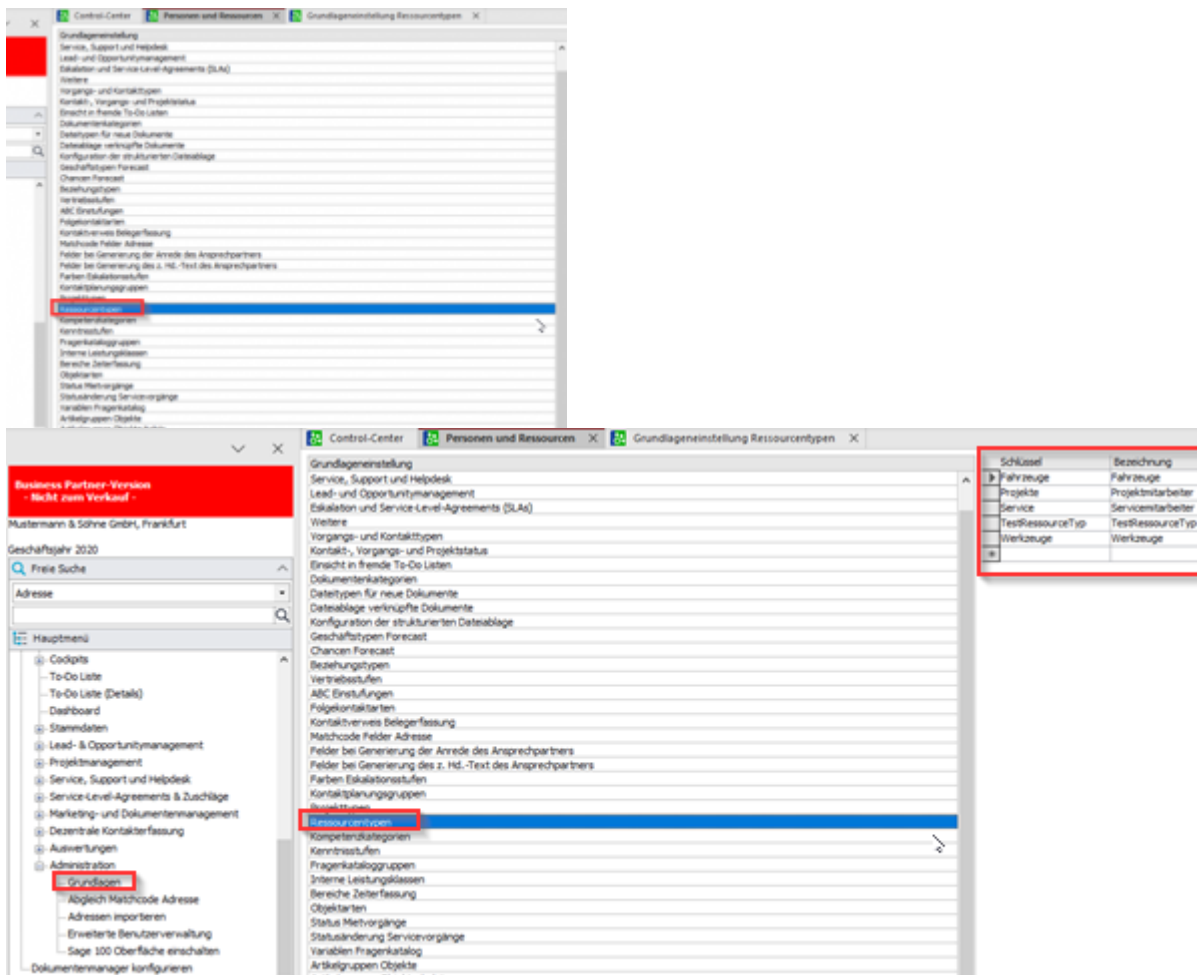 Control-Center Personen und Ressourcen Grundlageneinstellung Ressourcentypen
Grundlageneinstellung
Service, Support und Helpdesk
Lead- und Opportunitymanagement
Eskalation und Service-Level-Agreements (SLAs)
Weitere
Vorgangs- und Kontakttypen
Kontakt-, Vorgangs- und Projektstatus
Einsicht in fremde To-Do Listen
Dokumentenkategorien
Dateitypen für neue Dokumente
Dateiablage verknüpfte Dokumente
Konfiguration der strukturierten Dateiablage
Geschäftstypen Forecast
Chancen Forecast
Beziehungstypen
Vertriebsstufen
ABC Einstufungen
Folgekontaktarten
Kontaktverweis Belegerfassung
Matchcode Felder Adresse
Felder bei Generierung der Anrede des Ansprechpartners
Felder bei Generierung des z. Hd.-Text des Ansprechpartners
Farben Eskalationsstufen
Kontaktplanungsgruppen
Projekttypen
Ressourcentypen
Kompetenzkategorien
Kenntnisstufen
Fragenkataloggruppen
Interne Leistungsklassen
Bereiche Zeiterfassung
Objektarten
Status Mietvorgänge
Statusänderung Servicevorgänge
Variablen Fragenkatalog
Artikelgruppen Objekte
Control-Center Personen und Ressourcen Grundlageneinstellung Ressourcentypen
Business Partner-Version
- Nicht zum Verkauf -
Mustermann & Söhne GmbH, Frankfurt
Geschäftsjahr 2020
Freie Suche
Adresse
Hauptmenü
Cockpits
To-Do Liste
To-Do Liste (Details)
Dashboard
Stammdaten
Lead- & Opportunitymanagement
Projektmanagement
Service, Support und Helpdesk
Service-Level-Agreements & Zuschläge
Marketing- und Dokumentenmanagement
Dezentrale Kontakterfassung
Auswertungen
Administration
Grundlagen
Abgleich Matchcode Adresse
Adressen importieren
Erweiterte Benutzerverwaltung
Sage 100 Oberfläche einschalten
Dokumentenmanager konfigurieren
Grundlageneinstellung
Service, Support und Helpdesk
Lead- und Opportunitymanagement
Eskalation und Service-Level-Agreements (SLAs)
Weitere
Vorgangs- und Kontakttypen
Kontakt-, Vorgangs- und Projektstatus
Einsicht in fremde To-Do Listen
Dokumentenkategorien
Dateitypen für neue Dokumente
Dateiablage verknüpfte Dokumente
Konfiguration der strukturierten Dateiablage
Geschäftstypen Forecast
Chancen Forecast
Beziehungstypen
Vertriebsstufen
ABC Einstufungen
Folgekontaktarten
Kontaktverweis Belegerfassung
Matchcode Felder Adresse
Felder bei Generierung der Anrede des Ansprechpartners
Felder bei Generierung des z. Hd.-Text des Ansprechpartners
Farben Eskalationsstufen
Kontaktplanungsgruppen
Projekttypen
Ressourcentypen
Kompetenzkategorien
Kenntnisstufen
Fragenkataloggruppen
Interne Leistungsklassen
Bereiche Zeiterfassung
Objektarten
Status Mietvorgänge
Statusänderung Servicevorgänge
Variablen Fragenkatalog
Artikelgruppen Objekte
Schlüssel Bezeichnung
Fahrzeuge Fahrzeuge
Projekte Projektmitarbeiter
Service Servicemitarbeiter
TestRessourceTyp TestRessourceTyp
Werkzeuge Werkzeuge